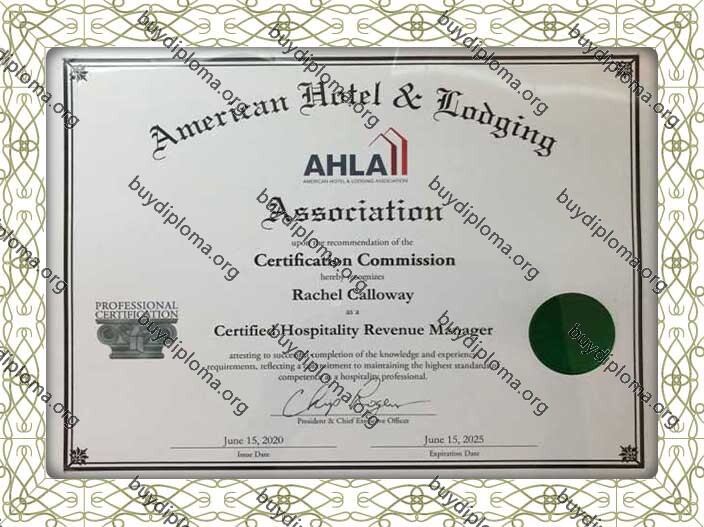 American Hotel & Lodging
AHLA
AMERICAN HOTEL & LODGING ASSOCIATION
Association
upon the recommendation of the
Certification Commission
hereby recognizes
Rachel Calloway
as a
Certified Hospitality Revenue Manager
PROFESSIONAL
CERTIFICATION
attesting to successful completion of the knowledge and experience
requirements, reflecting a commitment to maintaining the highest standards
competence as a hospitality professional.
President & Chief Executive Officer
June 15, 2020
June 15, 2025
Issue Date
Expiration Date
buydiploma.org